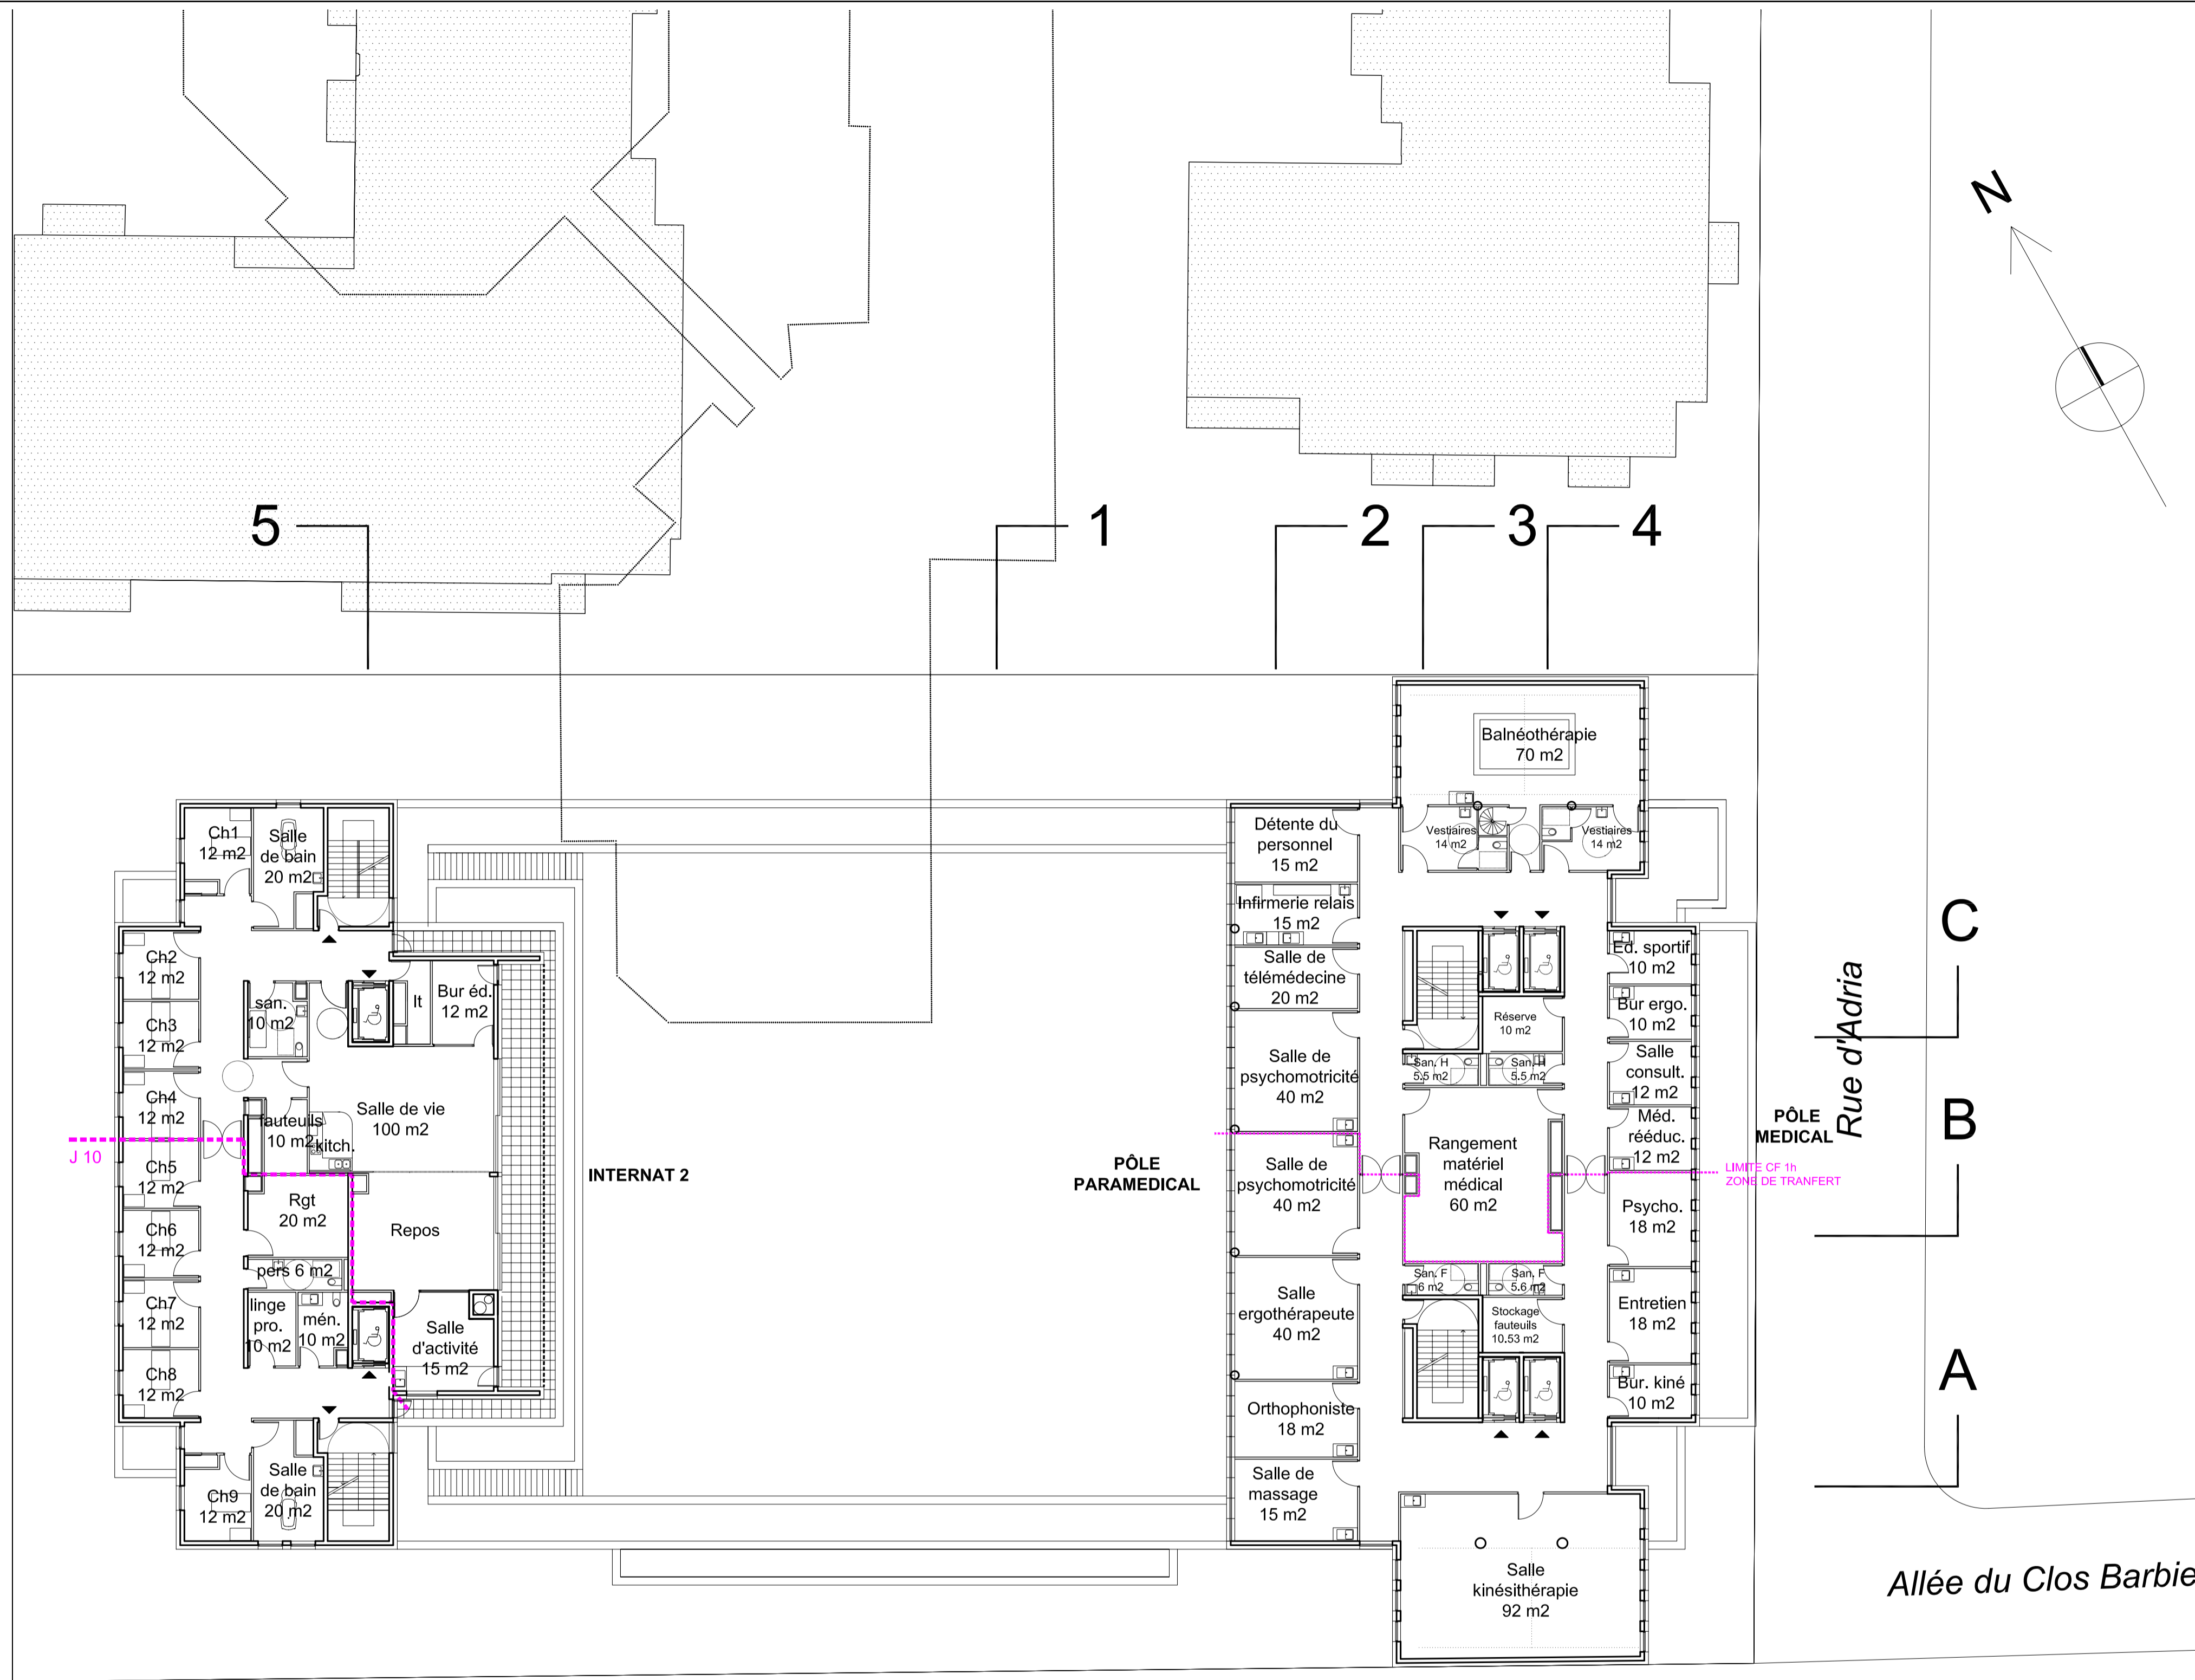 N
5
1
2
3
4
Balnéothérapie
70 m2
Vestiaires
14 m2
Vestiaires
14 m2
Ch1
12 m2
Salle
de bain
20 m2
Ch2
12 m2
Ch3
12 m2
Ch4
12 m2
Ch5
12 m2
Ch6
12 m2
Ch7
12 m2
Ch8
12 m2
Ch9
12 m2
Salle
de bain
20 m2
J 10
san.
10 m2
lt
Bur éd.
12 m2
fauteuils
10 m2
kitch.
Salle de vie
100 m2
Rgt
20 m2
Repos
pers 6 m2
linge
pro.
10 m2
mén.
10 m2
Salle
d'activité
15 m2
INTERNAT 2
PÔLE
PARAMEDICAL
Détente du
personnel
15 m2
Infirmerie relais
15 m2
Salle de
télémédecine
20 m2
Salle de
psychomotricité
40 m2
Salle de
psychomotricité
40 m2
Salle
ergothérapeute
40 m2
Orthophoniste
18 m2
Salle de
massage
15 m2
Réserve
10 m2
San. H
5.5 m2
San. H
5.5 m2
Rangement
matériel
médical
60 m2
San. F
6 m2
San. F
5.6 m2
Stockage
fauteuils
10.53 m2
Salle
kinésithérapie
92 m2
Ed. sportif
10 m2
Bur ergo.
10 m2
Salle
consult.
12 m2
Méd.
rééduc.
12 m2
Psycho.
18 m2
Entretien
18 m2
Bur. kiné
10 m2
PÔLE
MEDICAL
LIMITE CF 1h
ZONE DE TRANFERT
Rue d'Adria
C
B
A
Allée du Clos Barbie